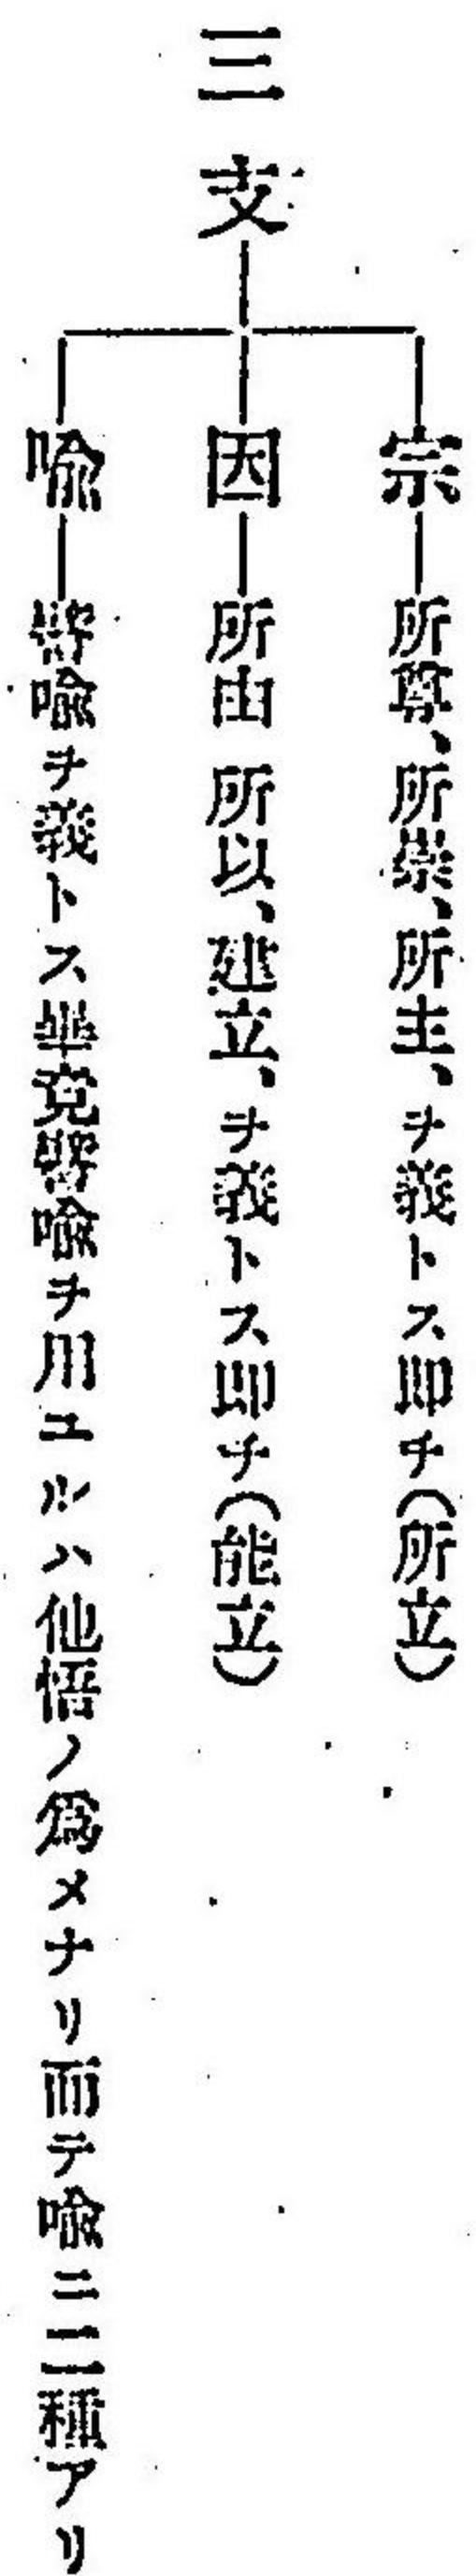 三支
宗 所尊、所崇、所主、ヲ義トス卽チ(所立)
因 所由 所以、建立、ヲ義トス卽チ(能立)
喩 譬喩ヲ義トス畢竟譬喩ヲ用ユルハ他悟ノ爲メナリ而テ喩ニ二種アリ